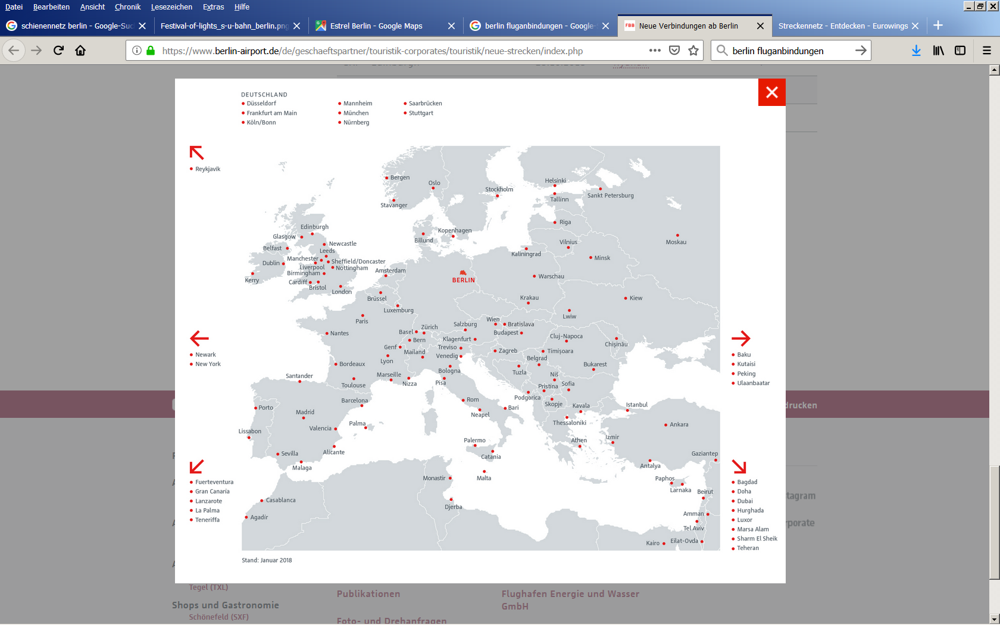 Datei Bearbeiten Ansicht Chronik Lesezeichen Extras Hilfe
schienennetz berlin - Google-Suc
Festival-of-lights_s-u-bahn_berlin.png
Estrel Berlin - Google Maps
berlin fluganbindungen - Google-
FBB Neue Verbindungen ab Berlin
Streckennetz - Entdecken - Eurowings
https://www.berlin-airport.de/de/geschaeftspartner/touristik-corporates/touristik/neue-strecken/index.php
berlin fluganbindungen
DEUTSCHLAND
Düsseldorf
Frankfurt am Main
Köln/Bonn
Mannheim
München
Nürnberg
Saarbrücken
Stuttgart
Reykjavík
Bergen
Oslo
Stavanger
Stockholm
Helsinki
Tallinn
Sankt Petersburg
Riga
Edinburgh
Glasgow
Newcastle
Belfast
Leeds
Manchester
Dublin
Sheffield/Doncaster
Liverpool
Nottingham
Birmingham
Kerry
Cardiff
Bristol
London
Amsterdam
Billund
Kopenhagen
Kaliningrad
Vilnius
Minsk
Moskau
BERLIN
Warschau
Brüssel
Luxemburg
Krakau
Kiew
Lwiw
Paris
Nantes
Basel
Zürich
Bern
Genf
Salzburg
Wien
Bratislava
Budapest
Klagenfurt
Treviso
Mailand
Venedig
Zagreb
Cluj-Napoca
Chișinău
Timișoara
Belgrad
Bukarest
Lyon
Bordeaux
Bologna
Tuzla
Niš
Marseille
Toulouse
Nizza
Pisa
Pristina
Sofia
Podgorica
Skopje
Kavala
Istanbul
Santander
Barcelona
Rom
Neapel
Bari
Thessaloniki
Ankara
Porto
Madrid
Valencia
Palma
Lissabon
Palermo
Athen
Izmir
Catania
Sevilla
Alicante
Malaga
Antalya
Gaziantep
Monastir
Malta
Paphos
Larnaka
Beirut
Casablanca
Djerba
Amman
Agadir
Tel Aviv
Kairo
Eilat-Ovda
Newark
New York
Baku
Kutaisi
Peking
Ulaanbaatar
Fuerteventura
Gran Canaria
Lanzarote
La Palma
Teneriffa
Bagdad
Doha
Dubai
Hurghada
Luxor
Marsa Alam
Sharm El Sheik
Teheran
Stand: Januar 2018
drucken
tagram
porate
Tegel (TXL)
Shops und Gastronomie
Schönefeld (SXF)
Publikationen
Foto- und Drehanfragen
Flughafen Energie und Wasser
GmbH